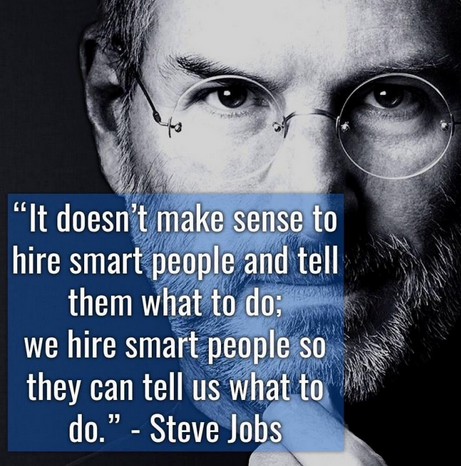 “It doesn’t make sense to
hire smart people and tell
them what to do;
we hire smart people so
they can tell us what to
do.” - Steve Jobs